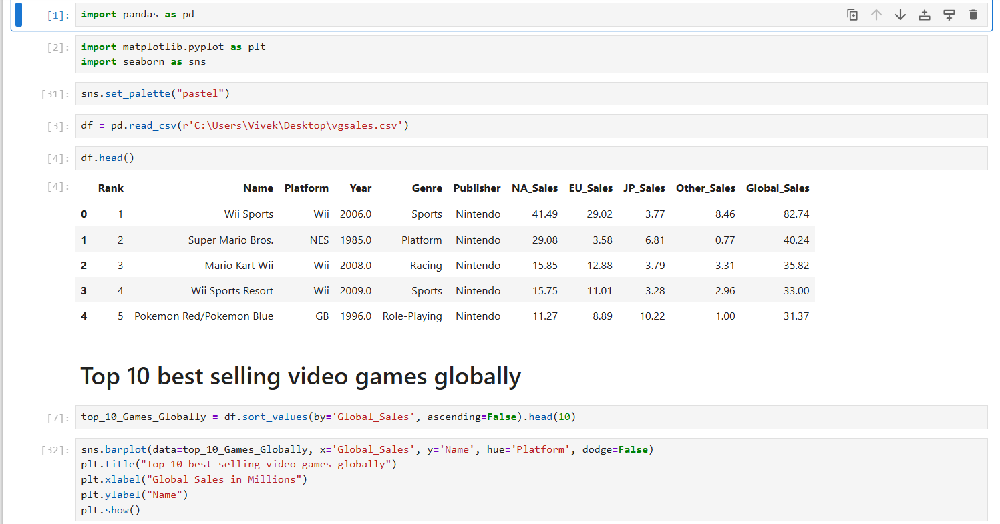 [1]: import pandas as pd
[2]: import matplotlib.pyplot as plt
import seaborn as sns
[31]: sns.set_palette("pastel")
[3]: df = pd.read_csv(r'C:\Users\Vivek\Desktop\vgsales.csv')
[4]: df.head()
[4]: Rank Name Platform Year Genre Publisher NA_Sales EU_Sales JP_Sales Other_Sales Global_Sales
0 1 Wii Sports Wii 2006.0 Sports Nintendo 41.49 29.02 3.77 8.46 82.74
1 2 Super Mario Bros. NES 1985.0 Platform Nintendo 29.08 3.58 6.81 0.77 40.24
2 3 Mario Kart Wii Wii 2008.0 Racing Nintendo 15.85 12.88 3.79 3.31 35.82
3 4 Wii Sports Resort Wii 2009.0 Sports Nintendo 15.75 11.01 3.28 2.96 33.00
4 5 Pokemon Red/Pokemon Blue GB 1996.0 Role-Playing Nintendo 11.27 8.89 10.22 1.00 31.37
Top 10 best selling video games globally
[7]: top_10_Games_Globally = df.sort_values(by='Global_Sales', ascending=False).head(10)
[32]: sns.barplot(data=top_10_Games_Globally, x='Global_Sales', y='Name', hue='Platform', dodge=False)
plt.title("Top 10 best selling video games globally")
plt.xlabel("Global Sales in Millions")
plt.ylabel("Name")
plt.show()